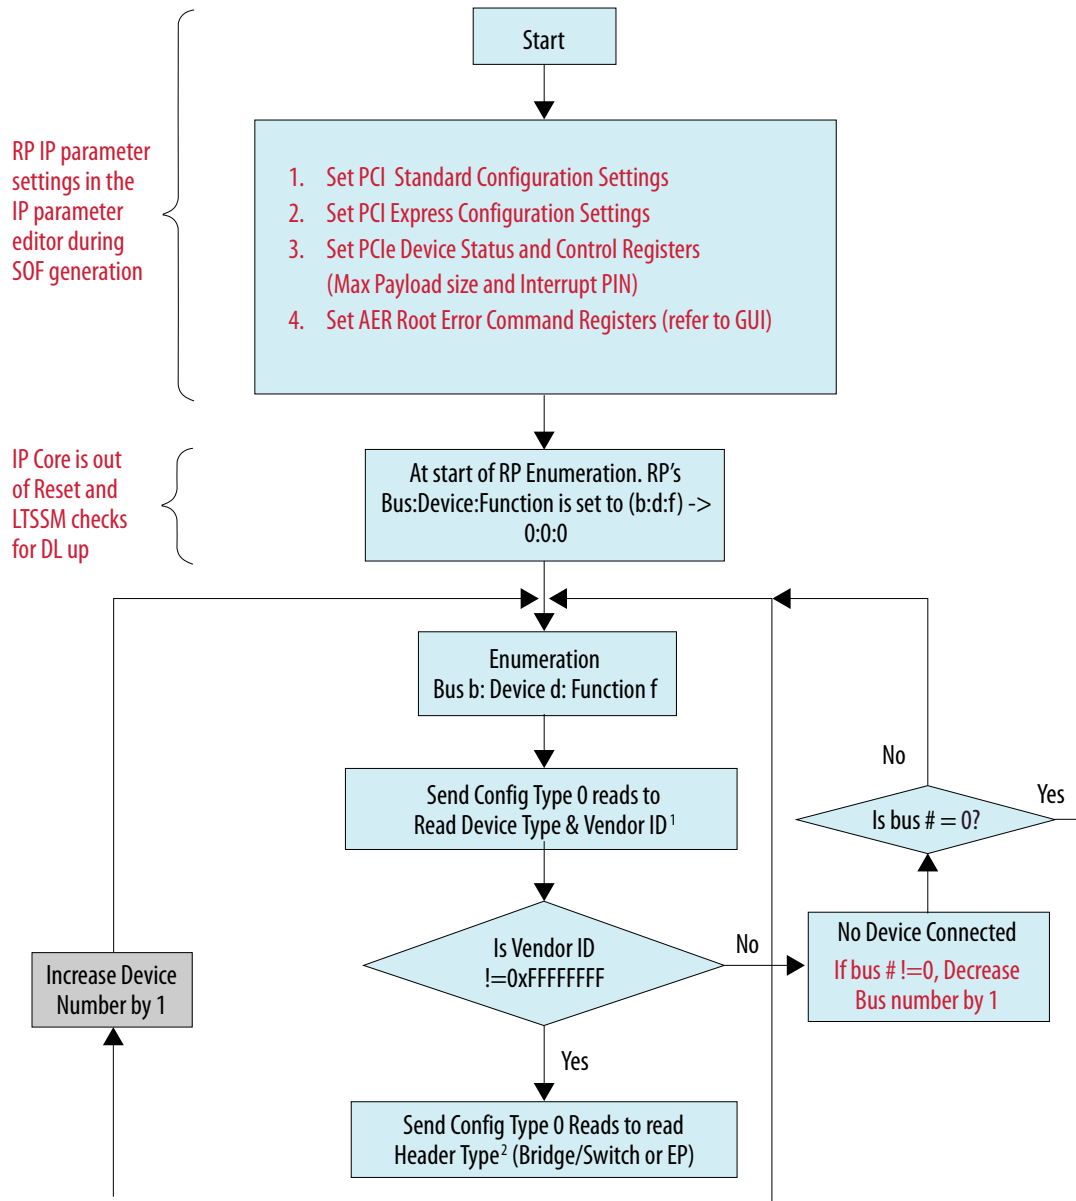 Start
RP IP parameter
settings in the
IP parameter
editor during
SOF generation
1. Set PCI Standard Configuration Settings
2. Set PCI Express Configuration Settings
3. Set PCIe Device Status and Control Registers
(Max Payload size and Interrupt PIN)
4. Set AER Root Error Command Registers (refer to GUI)
IP Core is out
of Reset and
LTSSM checks
for DL up
At start of RP Enumeration. RP's
Bus:Device:Function is set to (b:d:f) ->
0:0:0
Enumeration
Bus b: Device d: Function f
Send Config Type 0 reads to
Read Device Type & Vendor ID1
No
Yes
Is bus # = 0?
Is Vendor ID
!=0xFFFFFFFF
No
No Device Connected
If bus # !=0, Decrease
Bus number by 1
Increase Device
Number by 1
Yes
Send Config Type 0 Reads to read
Header Type2 (Bridge/Switch or EP)